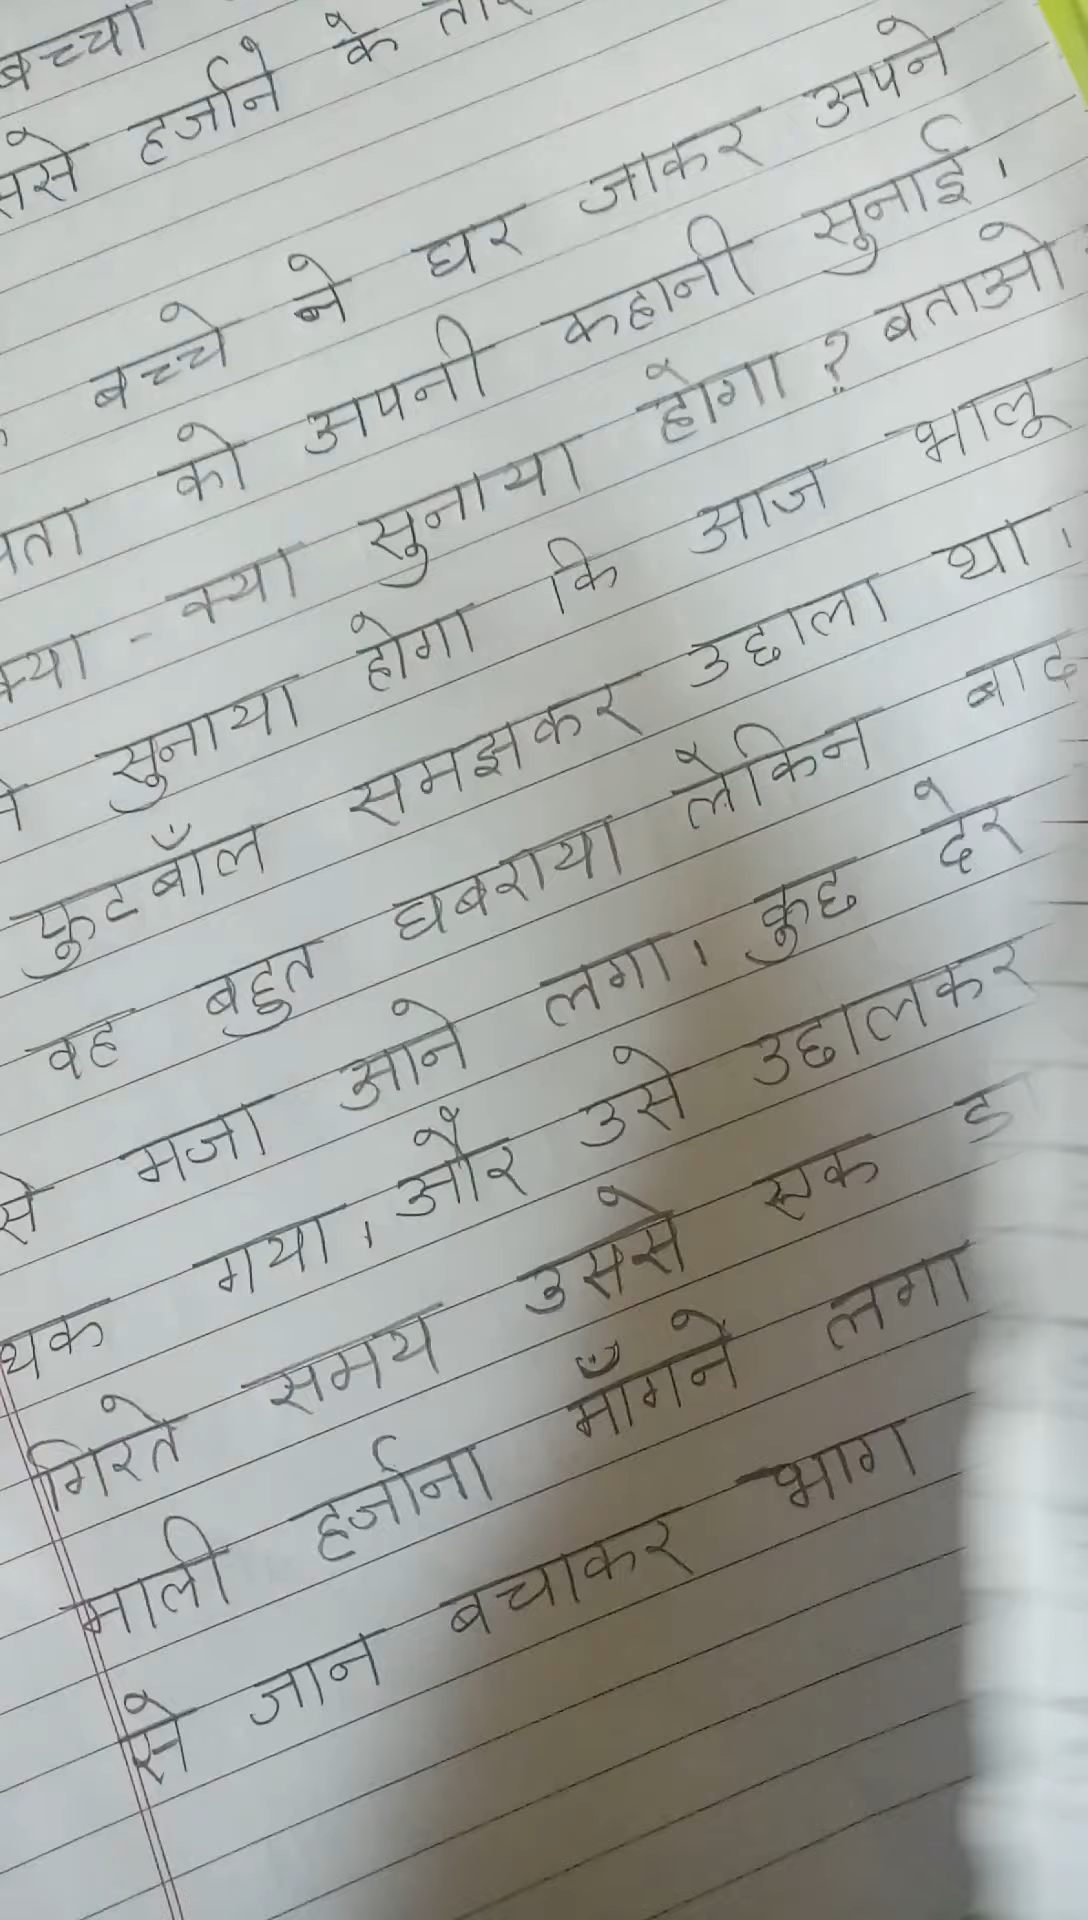 बच्चा
हर्जाने के
बच्चे ने घर जाकर अपने
को अपनी कहानी सुनाई।
क्या - क्या सुनाया होगा? बताओ
सुनाया होगा कि आज भालू
फुटबॉल समझकर उछाला था।
वह बहुत घबराया लेकिन बाद
मजा आने लगा। कुछ देर
थक गया। और उसे उछालकर
गिरते समय उससे एक
माली हर्जाना माँगने लगा
से जान बचाकर भाग